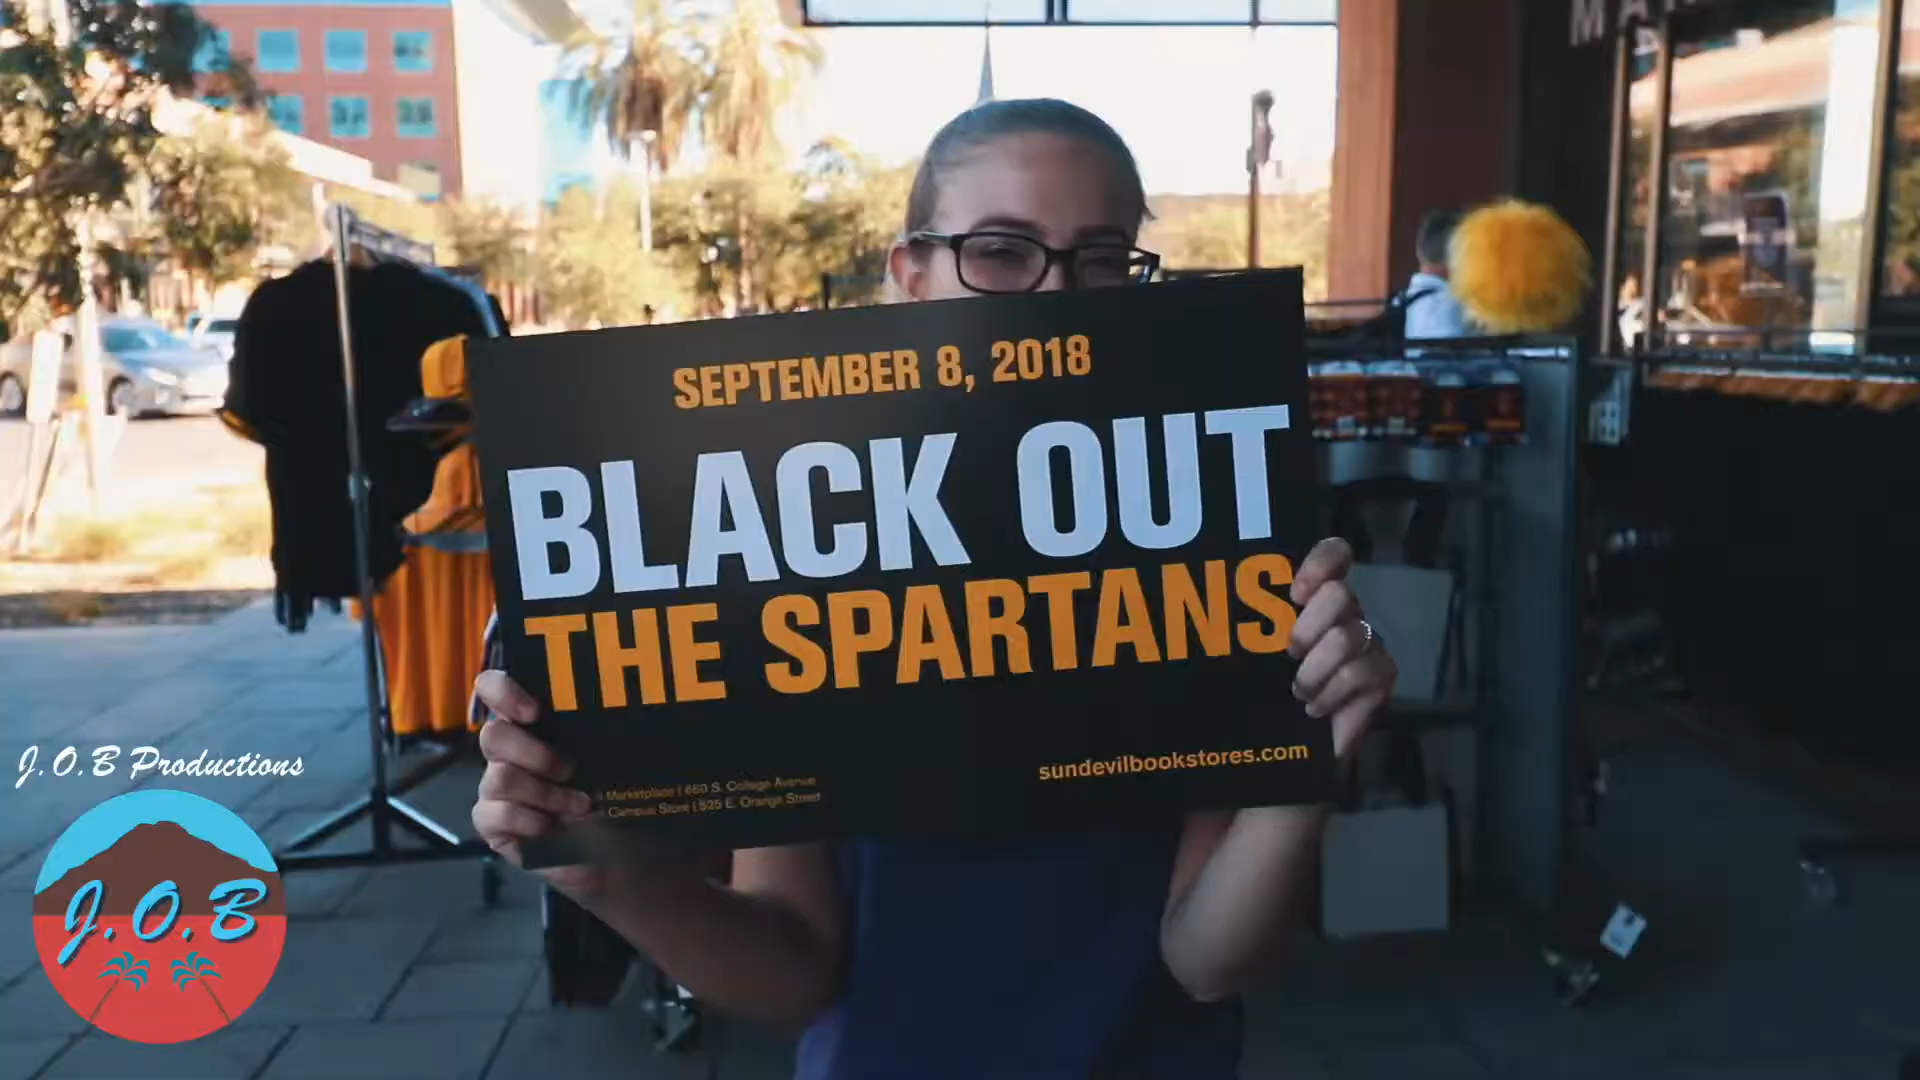 SEPTEMBER 8, 2018
BLACK OUT
THE SPARTANS
sundevilbookstores.com
Marketplace | 660 S. College Avenue
Campus Store | 525 E. Orange Street
J.O.B Productions
J.O.B